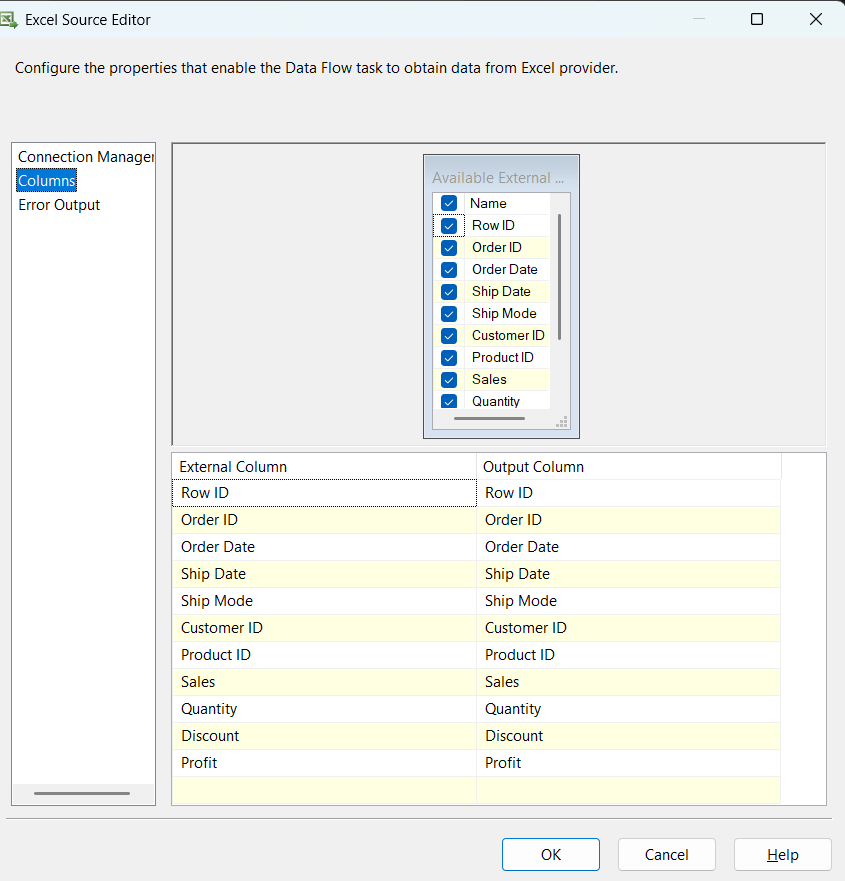 Excel Source Editor
Configure the properties that enable the Data Flow task to obtain data from Excel provider.
Connection Manager
Columns
Error Output
Available External ...
Name
Row ID
Order ID
Order Date
Ship Date
Ship Mode
Customer ID
Product ID
Sales
Quantity
External Column Output Column
Row ID Row ID
Order ID Order ID
Order Date Order Date
Ship Date Ship Date
Ship Mode Ship Mode
Customer ID Customer ID
Product ID Product ID
Sales Sales
Quantity Quantity
Discount Discount
Profit Profit
OK Cancel Help